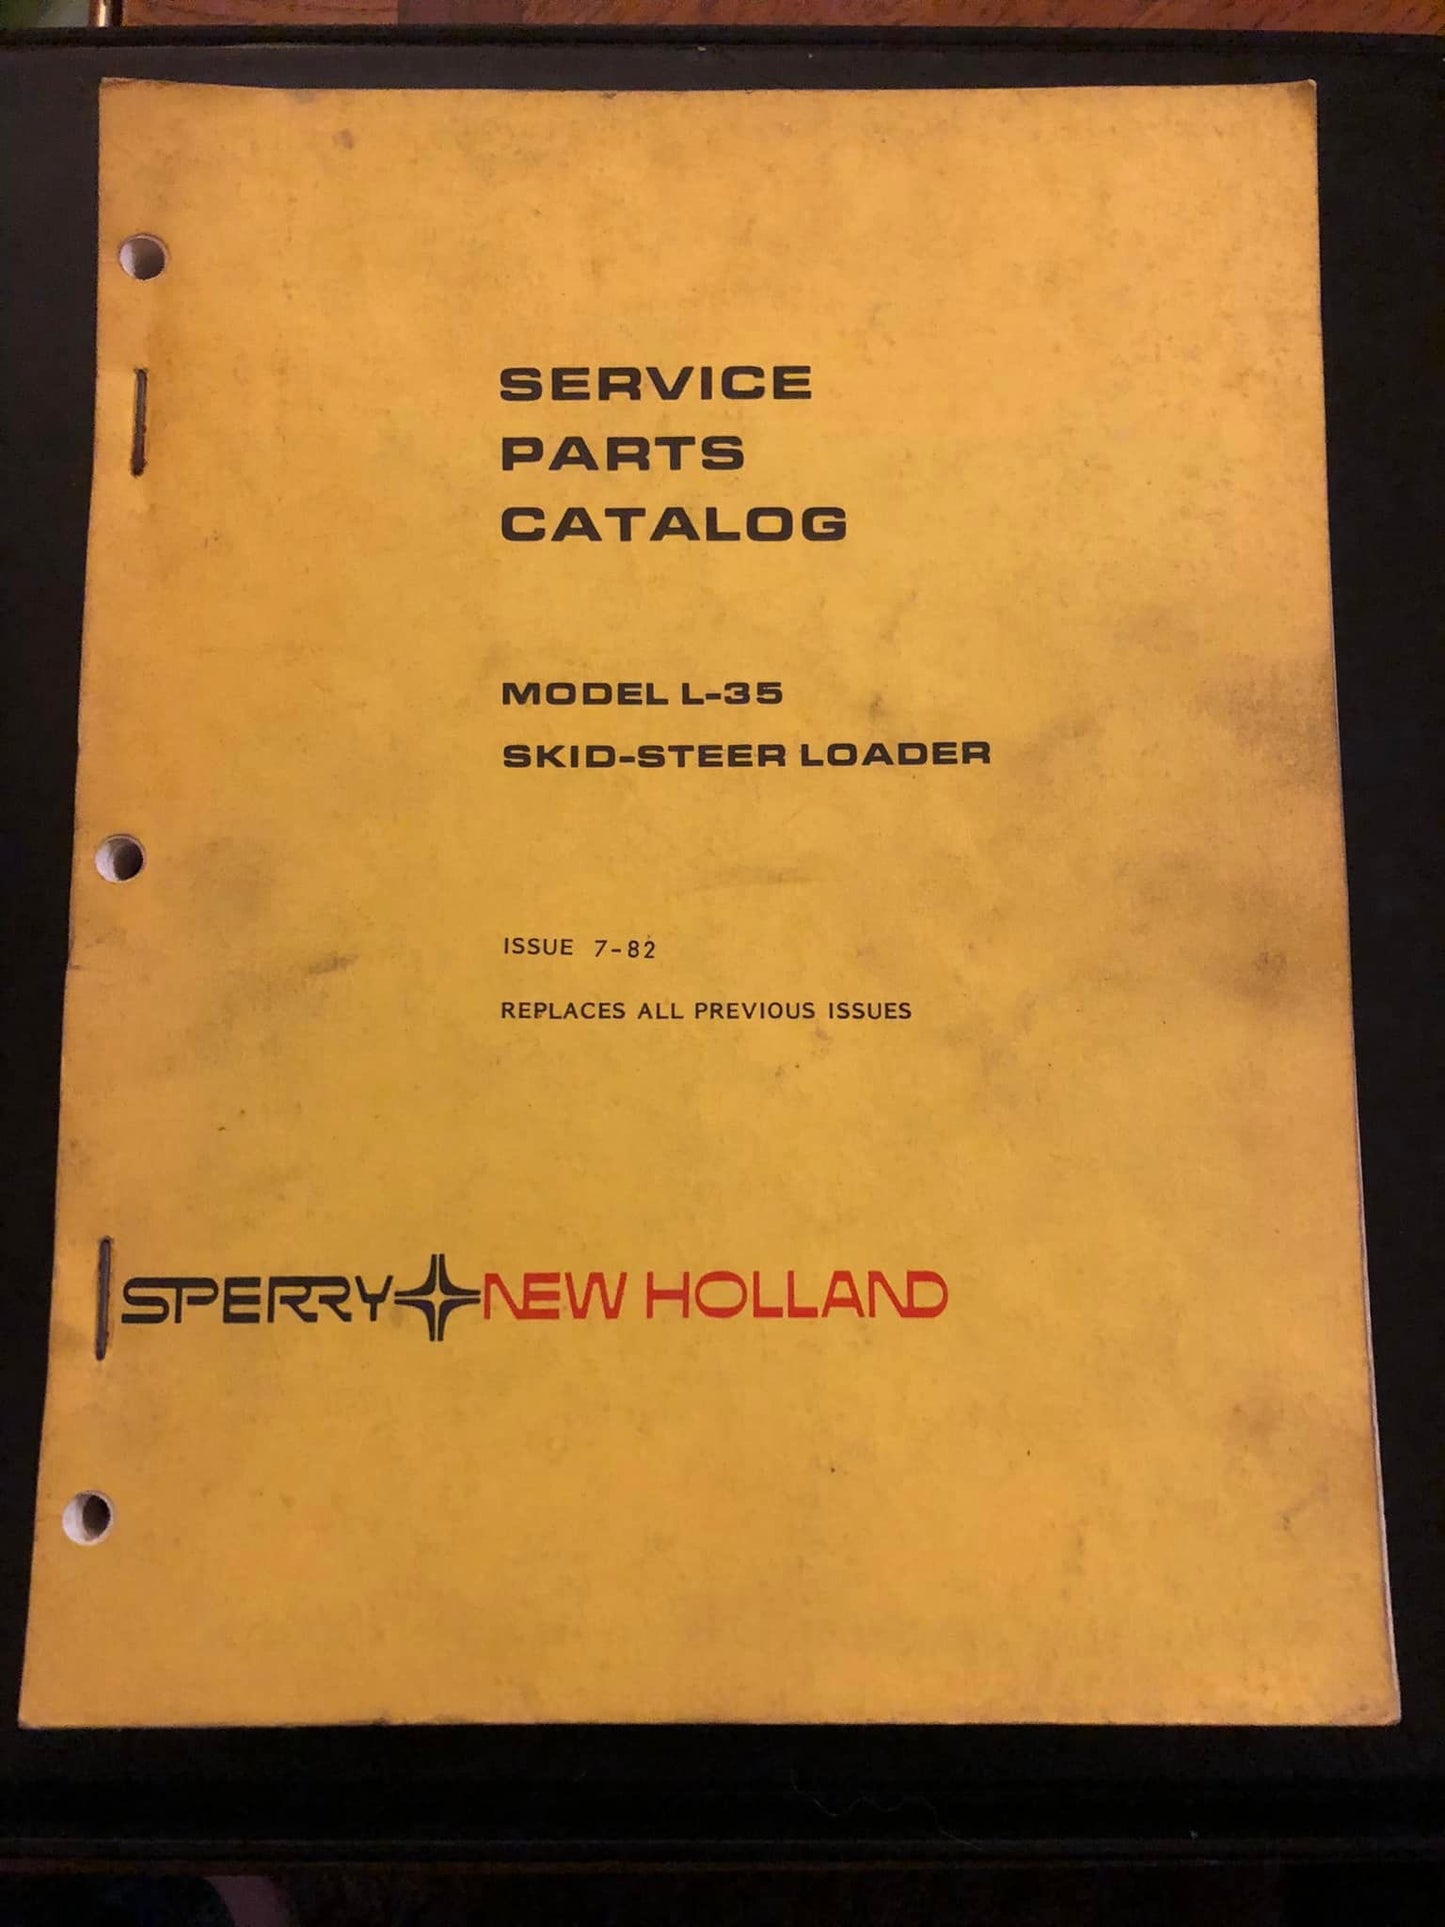 SERVICE
PARTS
CATALOG
MODEL L-35
SKID-STEER LOADER
ISSUE 7-82
REPLACES ALL PREVIOUS ISSUES
SPERRY NEW HOLLAND